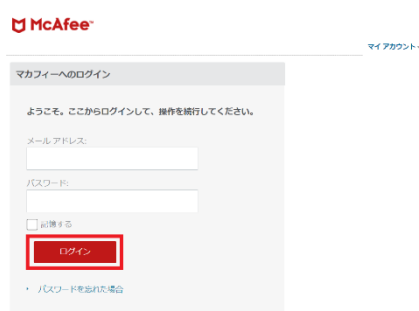 McAfee™
マイ アカウント
マカフィーへのログイン
ようこそ。ここからログインして、操作を続行してください。
メール アドレス:
パスワード:
記憶する
ログイン
パスワードを忘れた場合